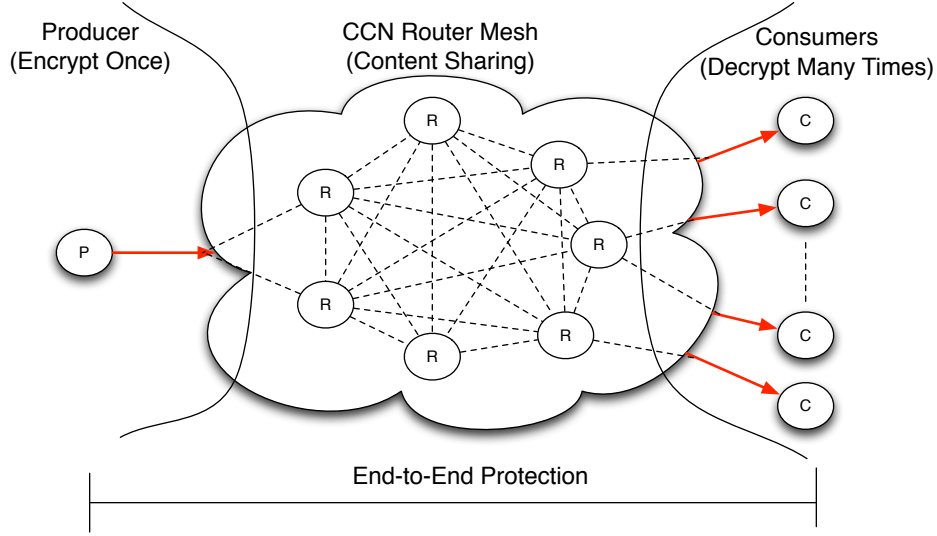 Producer
(Encrypt Once)
CCN Router Mesh
(Content Sharing)
Consumers
(Decrypt Many Times)
R
C
R
R
C
P
R
R
R
R
C
C
End-to-End Protection